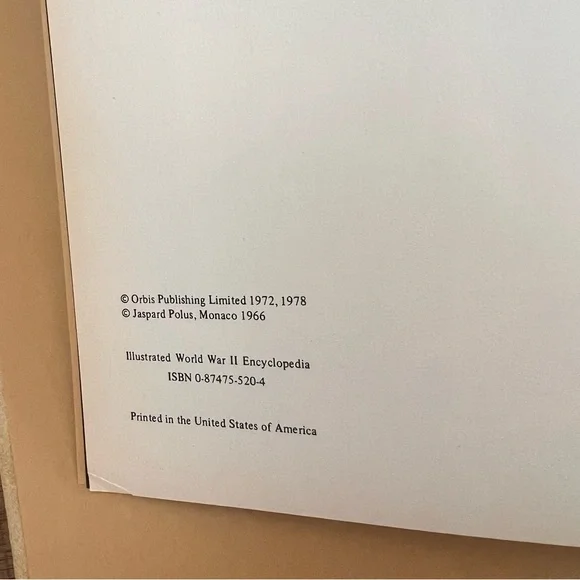 © Orbis Publishing Limited 1972, 1978
© Jaspard Polus, Monaco 1966
Illustrated World War II Encyclopedia
ISBN 0-87475-520-4
Printed in the United States of America